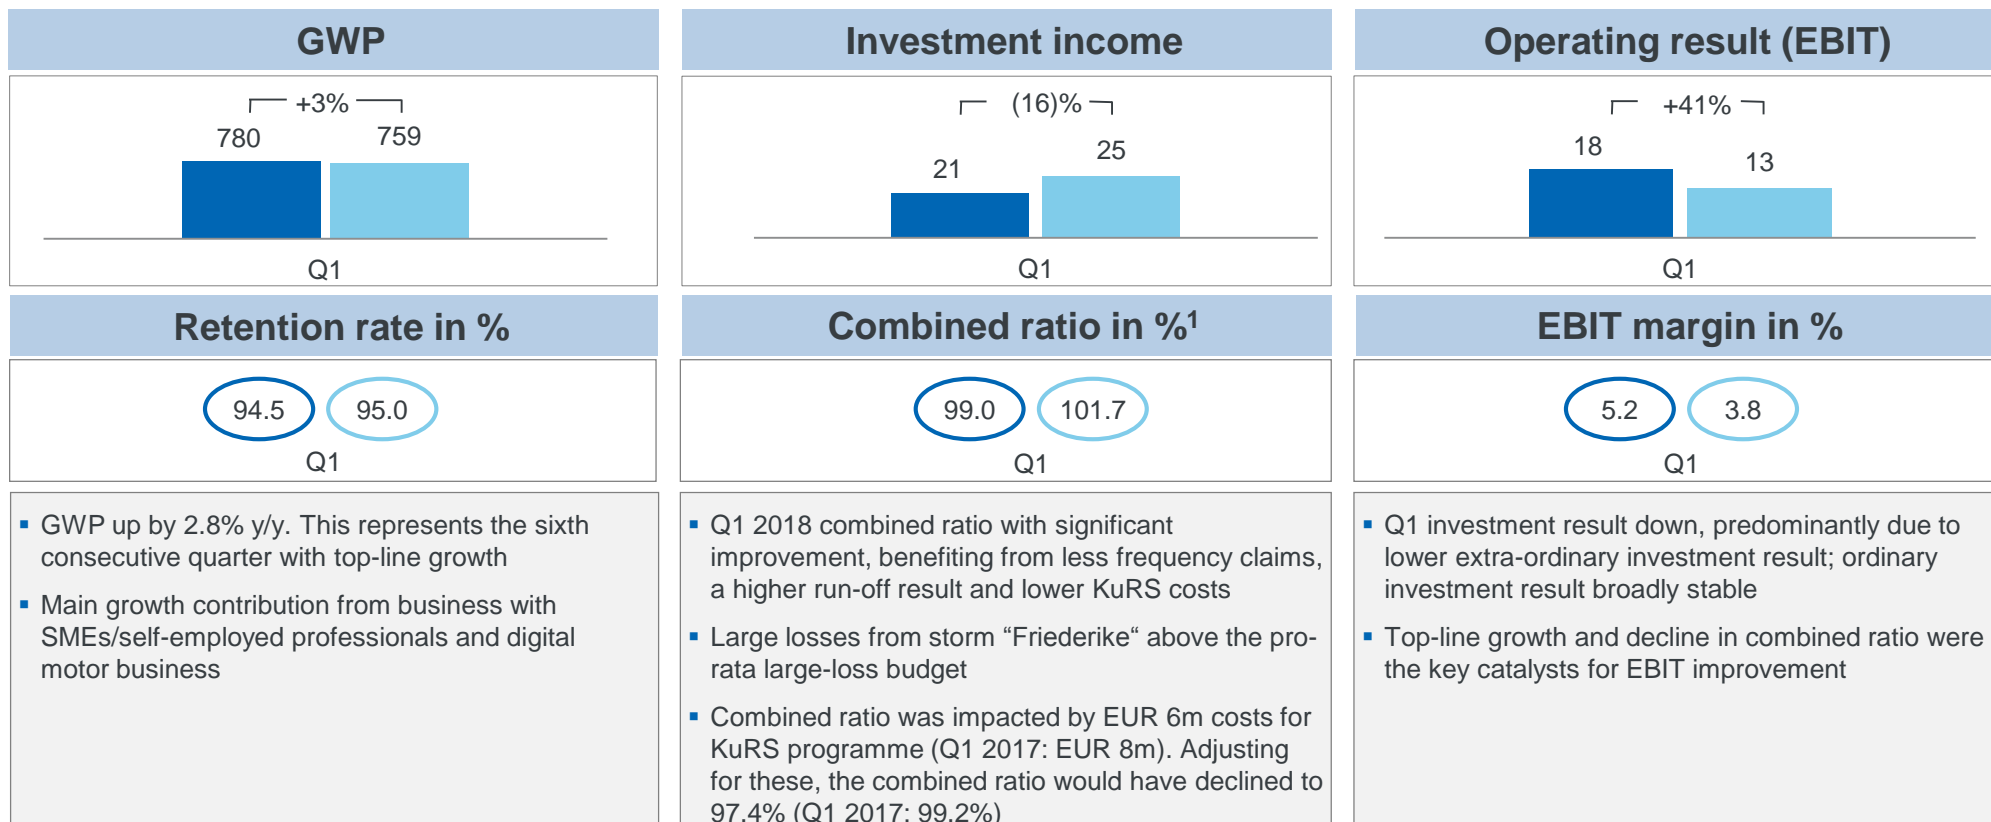 GWP
+3%
780
759
Q1
Investment income
(16)%
21
25
Q1
Operating result (EBIT)
+41%
18
13
Q1
Retention rate in %
94.5
95.0
Q1
Combined ratio in %¹
99.0
101.7
Q1
EBIT margin in %
5.2
3.8
Q1
▪ GWP up by 2.8% y/y. This represents the sixth
consecutive quarter with top-line growth
▪ Main growth contribution from business with
SMEs/self-employed professionals and digital
motor business
▪ Q1 2018 combined ratio with significant
improvement, benefiting from less frequency claims,
a higher run-off result and lower KuRS costs
▪ Large losses from storm “Friederike“ above the pro-
rata large-loss budget
▪ Combined ratio was impacted by EUR 6m costs for
KuRS programme (Q1 2017: EUR 8m). Adjusting
for these, the combined ratio would have declined to
97.4% (Q1 2017: 99.2%)
▪ Q1 investment result down, predominantly due to
lower extra-ordinary investment result; ordinary
investment result broadly stable
▪ Top-line growth and decline in combined ratio were
the key catalysts for EBIT improvement